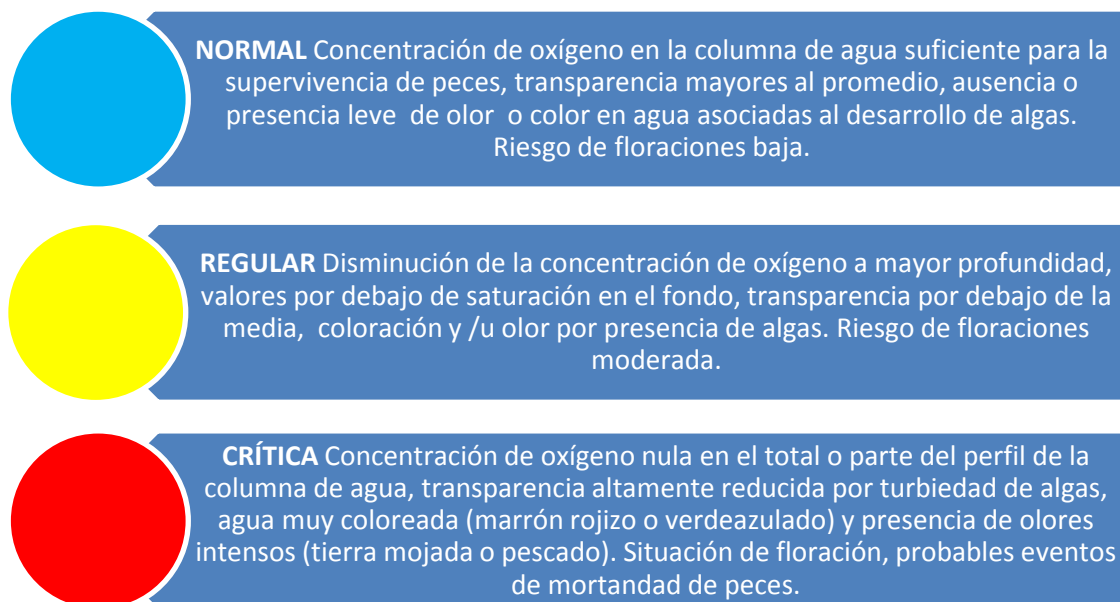 NORMAL Concentración de oxígeno en la columna de agua suficiente para la
supervivencia de peces, transparencia mayores al promedio, ausencia o
presencia leve de olor o color en agua asociadas al desarrollo de algas.
Riesgo de floraciones baja.
REGULAR Disminución de la concentración de oxígeno a mayor profundidad,
valores por debajo de saturación en el fondo, transparencia por debajo de la
media, coloración y /u olor por presencia de algas. Riesgo de floraciones
moderada.
CRÍTICA Concentración de oxígeno nula en el total o parte del perfil de la
columna de agua, transparencia altamente reducida por turbiedad de algas,
agua muy coloreada (marrón rojizo o verdeazulado) y presencia de olores
intensos (tierra mojada o pescado). Situación de floración, probables eventos
de mortandad de peces.